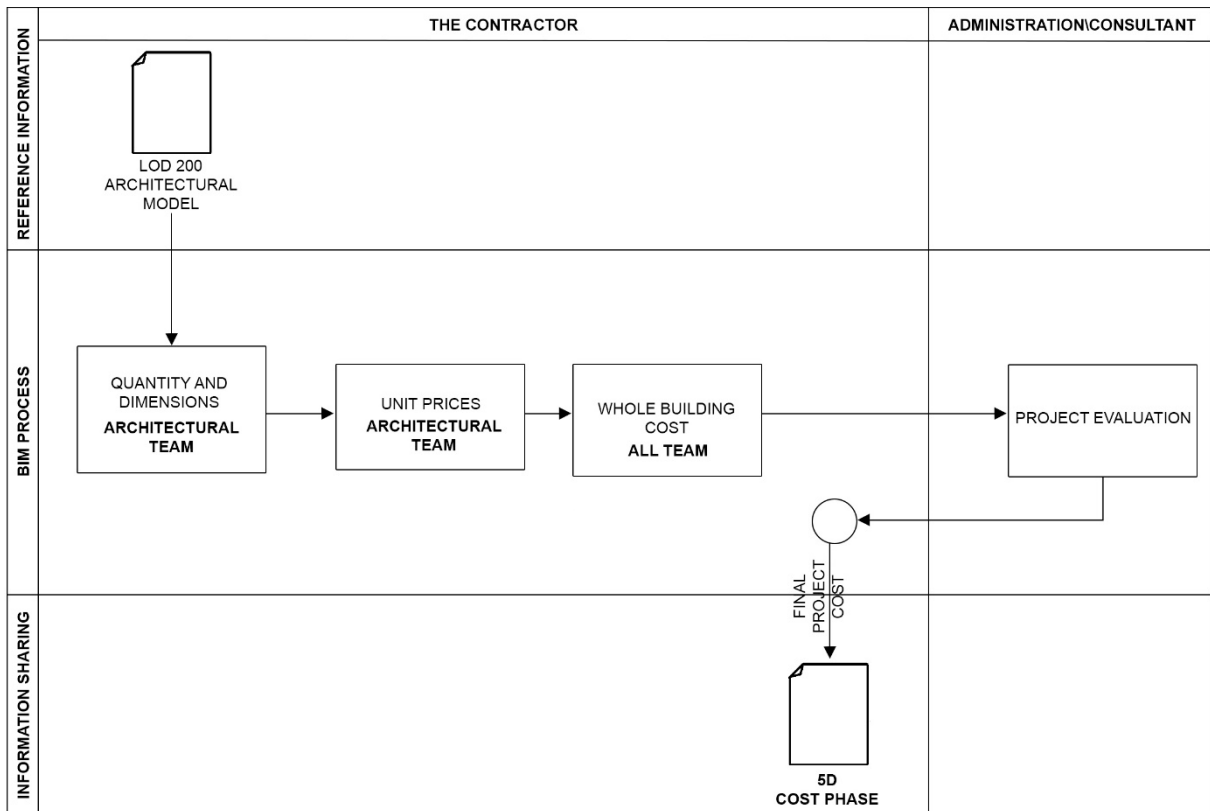 THE CONTRACTOR
ADMINISTRATION\CONSULTANT
REFERENCE INFORMATION
LOD 200
ARCHITECTURAL
MODEL
BIM PROCESS
QUANTITY AND
DIMENSIONS
ARCHITECTURAL
TEAM
UNIT PRICES
ARCHITECTURAL
TEAM
WHOLE BUILDING
COST
ALL TEAM
PROJECT EVALUATION
FINAL
PROJECT
COST
INFORMATION SHARING
5D
COST PHASE